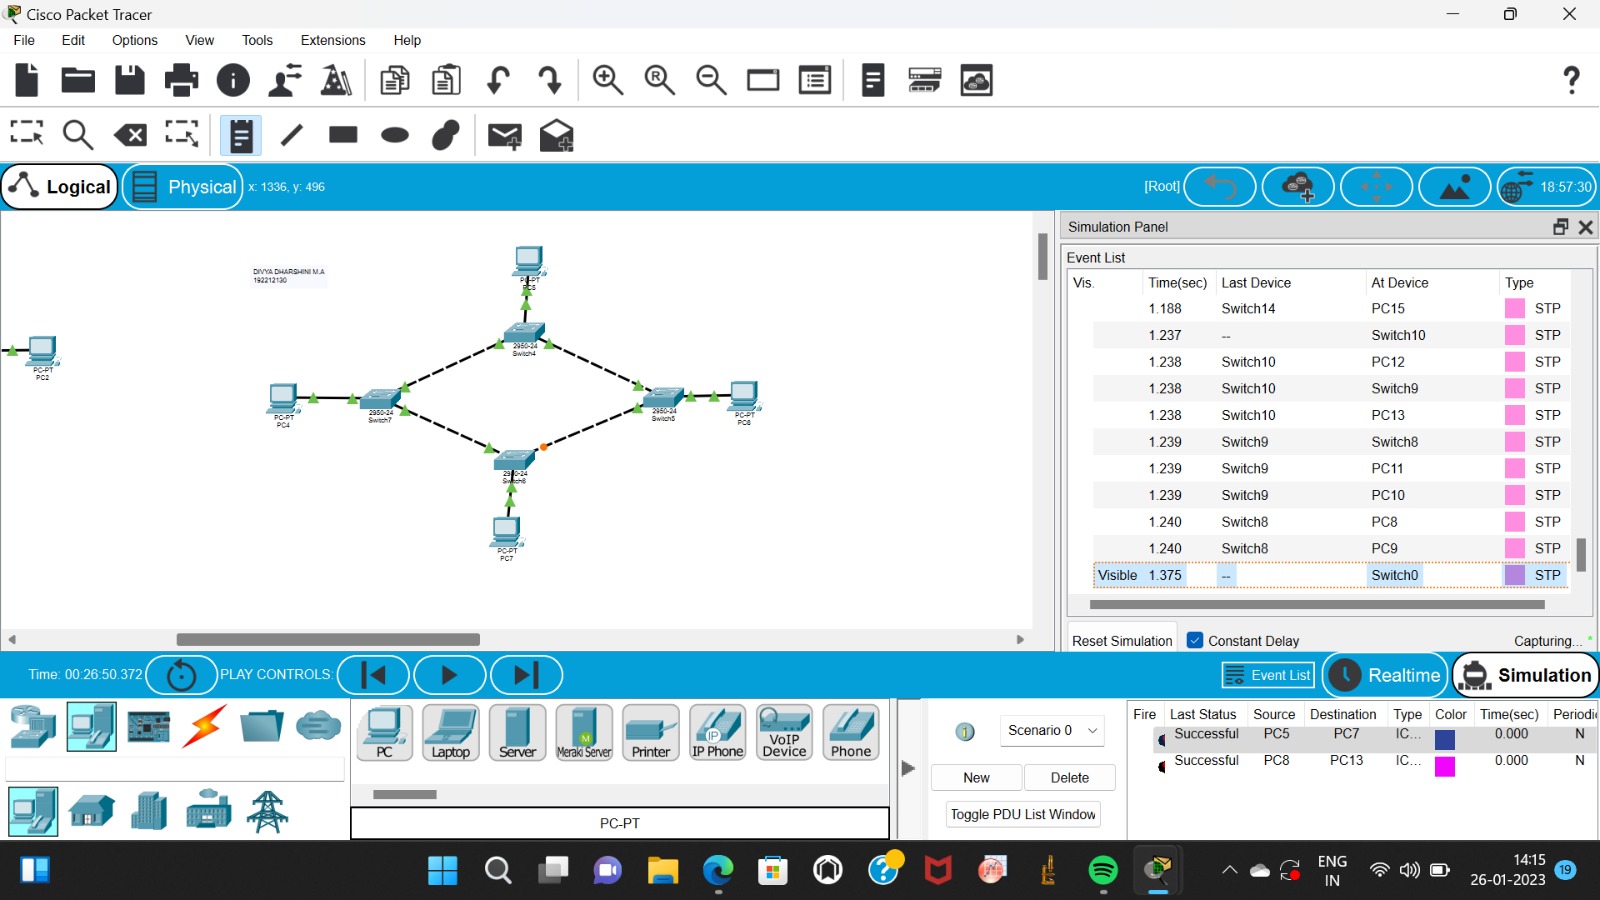 Cisco Packet Tracer
File Edit Options View Tools Extensions Help
Logical Physical x: 1336, y: 496 [Root] 18:57:30
DIVYA DHARSHINI M.A
192212130
PC-PT
PC5
2950-24
Switch4
PC-PT
PC2
PC-PT
PC4
2950-24
Switch7
2950-24
Switch5
PC-PT
PC6
2950-24
Switch6
PC-PT
PC7
Simulation Panel
Event List
Vis. Time(sec) Last Device At Device Type
1.188 Switch14 PC15 STP
1.237 -- Switch10 STP
1.238 Switch10 PC12 STP
1.238 Switch10 Switch9 STP
1.238 Switch10 PC13 STP
1.239 Switch9 Switch8 STP
1.239 Switch9 PC11 STP
1.239 Switch9 PC10 STP
1.240 Switch8 PC8 STP
1.240 Switch8 PC9 STP
Visible 1.375 -- Switch0 STP
Reset Simulation Constant Delay Capturing... *
Time: 00:26:50.372 PLAY CONTROLS: Event List Realtime Simulation
PC Laptop Server Meraki Server Printer IP Phone VoIP Device Phone
PC-PT
Scenario 0
New Delete
Toggle PDU List Window
Fire Last Status Source Destination Type Color Time(sec) Periodi
Successful PC5 PC7 IC... 0.000 N
Successful PC8 PC13 IC... 0.000 N
ENG
IN
14:15
26-01-2023
19